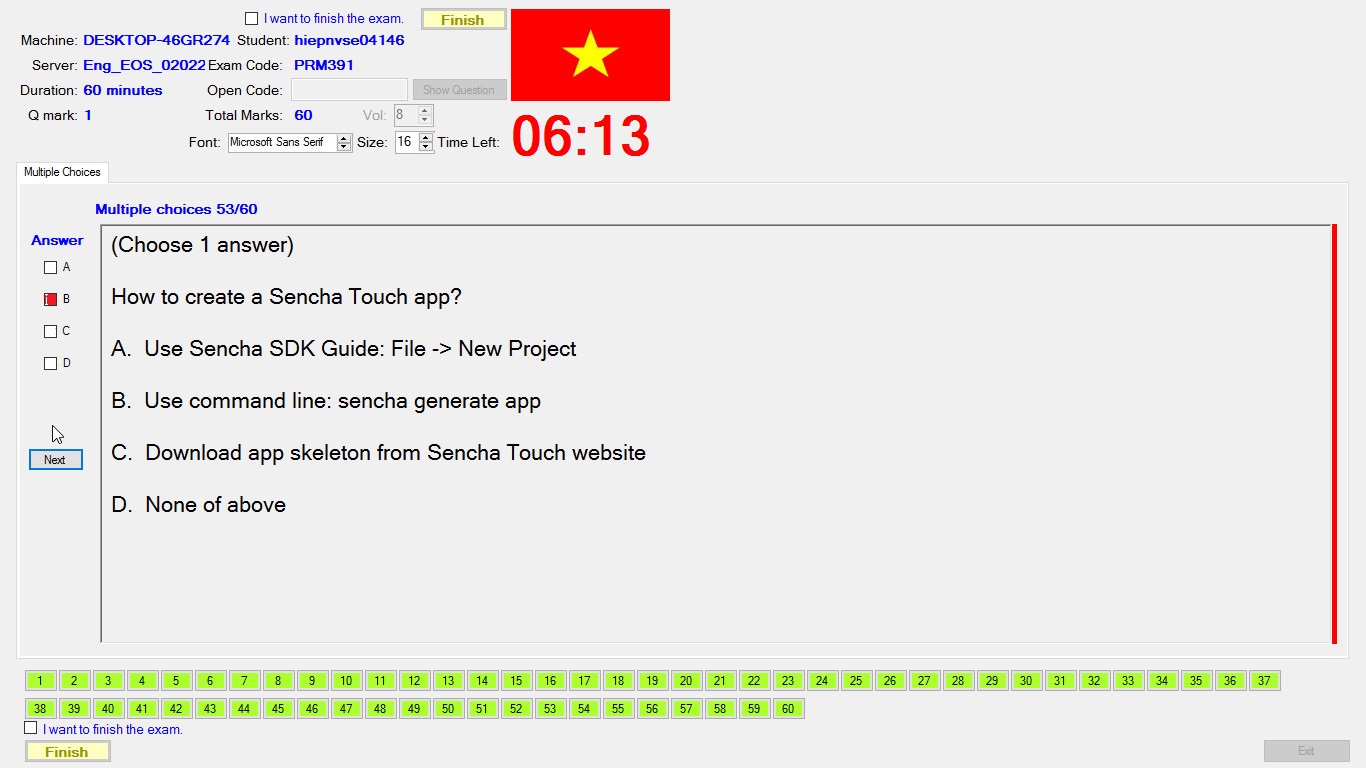 I want to finish the exam. Finish
Machine: DESKTOP-46GR274 Student: hiepnvse04146
Server: Eng_EOS_02022 Exam Code: PRM391
Duration: 60 minutes Open Code: Show Question
Q mark: 1 Total Marks: 60 Vol: 8
Font: Microsoft Sans Serif Size: 16 Time Left: 06:13
Multiple Choices
Multiple choices 53/60
Answer
A
B
C
D
Next
(Choose 1 answer)
How to create a Sencha Touch app?
A. Use Sencha SDK Guide: File -> New Project
B. Use command line: sencha generate app
C. Download app skeleton from Sencha Touch website
D. None of above
1 2 3 4 5 6 7 8 9 10 11 12 13 14 15 16 17 18 19 20 21 22 23 24 25 26 27 28 29 30 31 32 33 34 35 36 37
38 39 40 41 42 43 44 45 46 47 48 49 50 51 52 53 54 55 56 57 58 59 60
I want to finish the exam.
Finish Exit